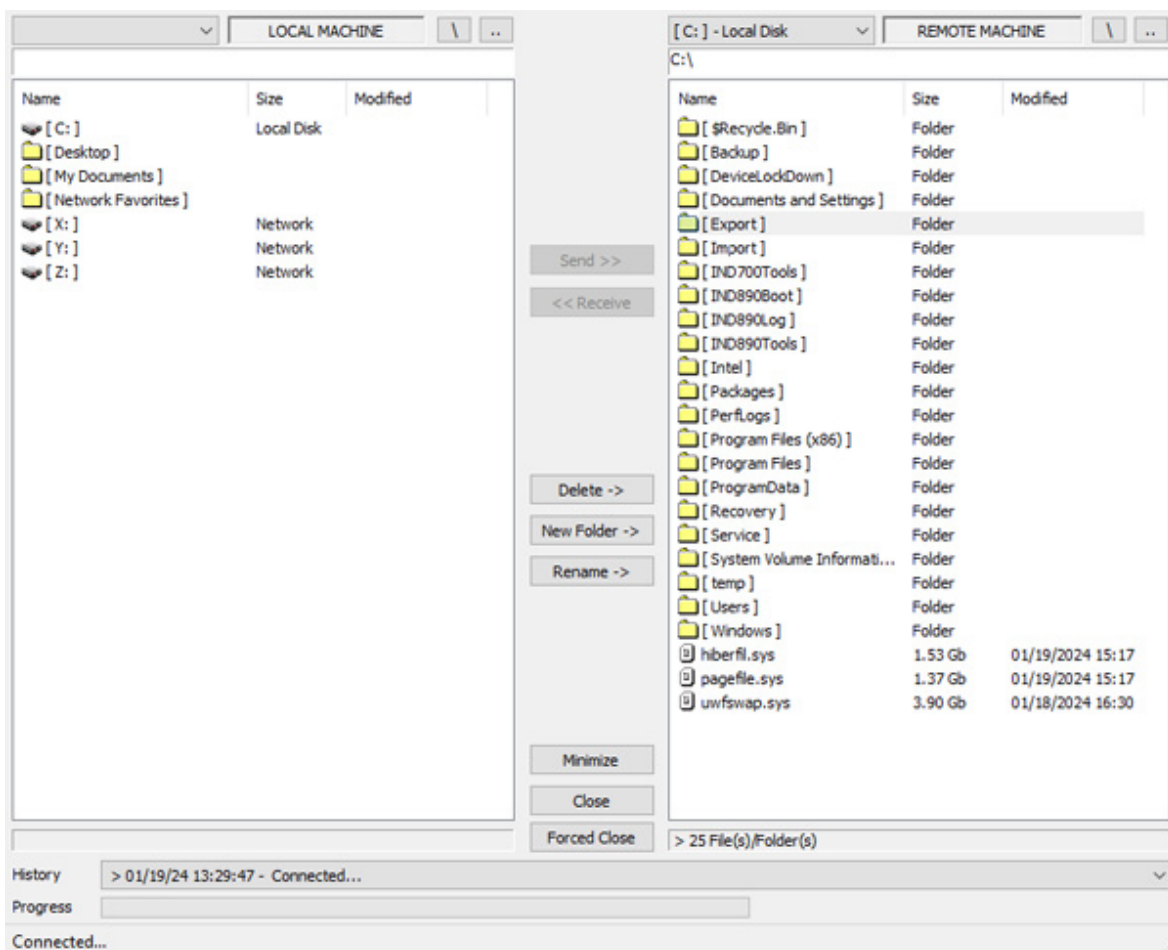 LOCAL MACHINE \ ..
[ C: ] - Local Disk REMOTE MACHINE \ ..
C:\
Name Size Modified
[ C: ] Local Disk
[ Desktop ]
[ My Documents ]
[ Network Favorites ]
[ X: ] Network
[ Y: ] Network
[ Z: ] Network
Send >>
<< Receive
Delete ->
New Folder ->
Rename ->
Minimize
Close
Forced Close
Name Size Modified
[ $Recycle.Bin ] Folder
[ Backup ] Folder
[ DeviceLockDown ] Folder
[ Documents and Settings ] Folder
[ Export ] Folder
[ Import ] Folder
[ IND700Tools ] Folder
[ IND890Boot ] Folder
[ IND890Log ] Folder
[ IND890Tools ] Folder
[ Intel ] Folder
[ Packages ] Folder
[ PerfLogs ] Folder
[ Program Files (x86) ] Folder
[ Program Files ] Folder
[ ProgramData ] Folder
[ Recovery ] Folder
[ Service ] Folder
[ System Volume Informati... Folder
[ temp ] Folder
[ Users ] Folder
[ Windows ] Folder
hiberfil.sys 1.53 Gb 01/19/2024 15:17
pagefile.sys 1.37 Gb 01/19/2024 15:17
uwfswap.sys 3.90 Gb 01/18/2024 16:30
> 25 File(s)/Folder(s)
History > 01/19/24 13:29:47 - Connected...
Progress
Connected...